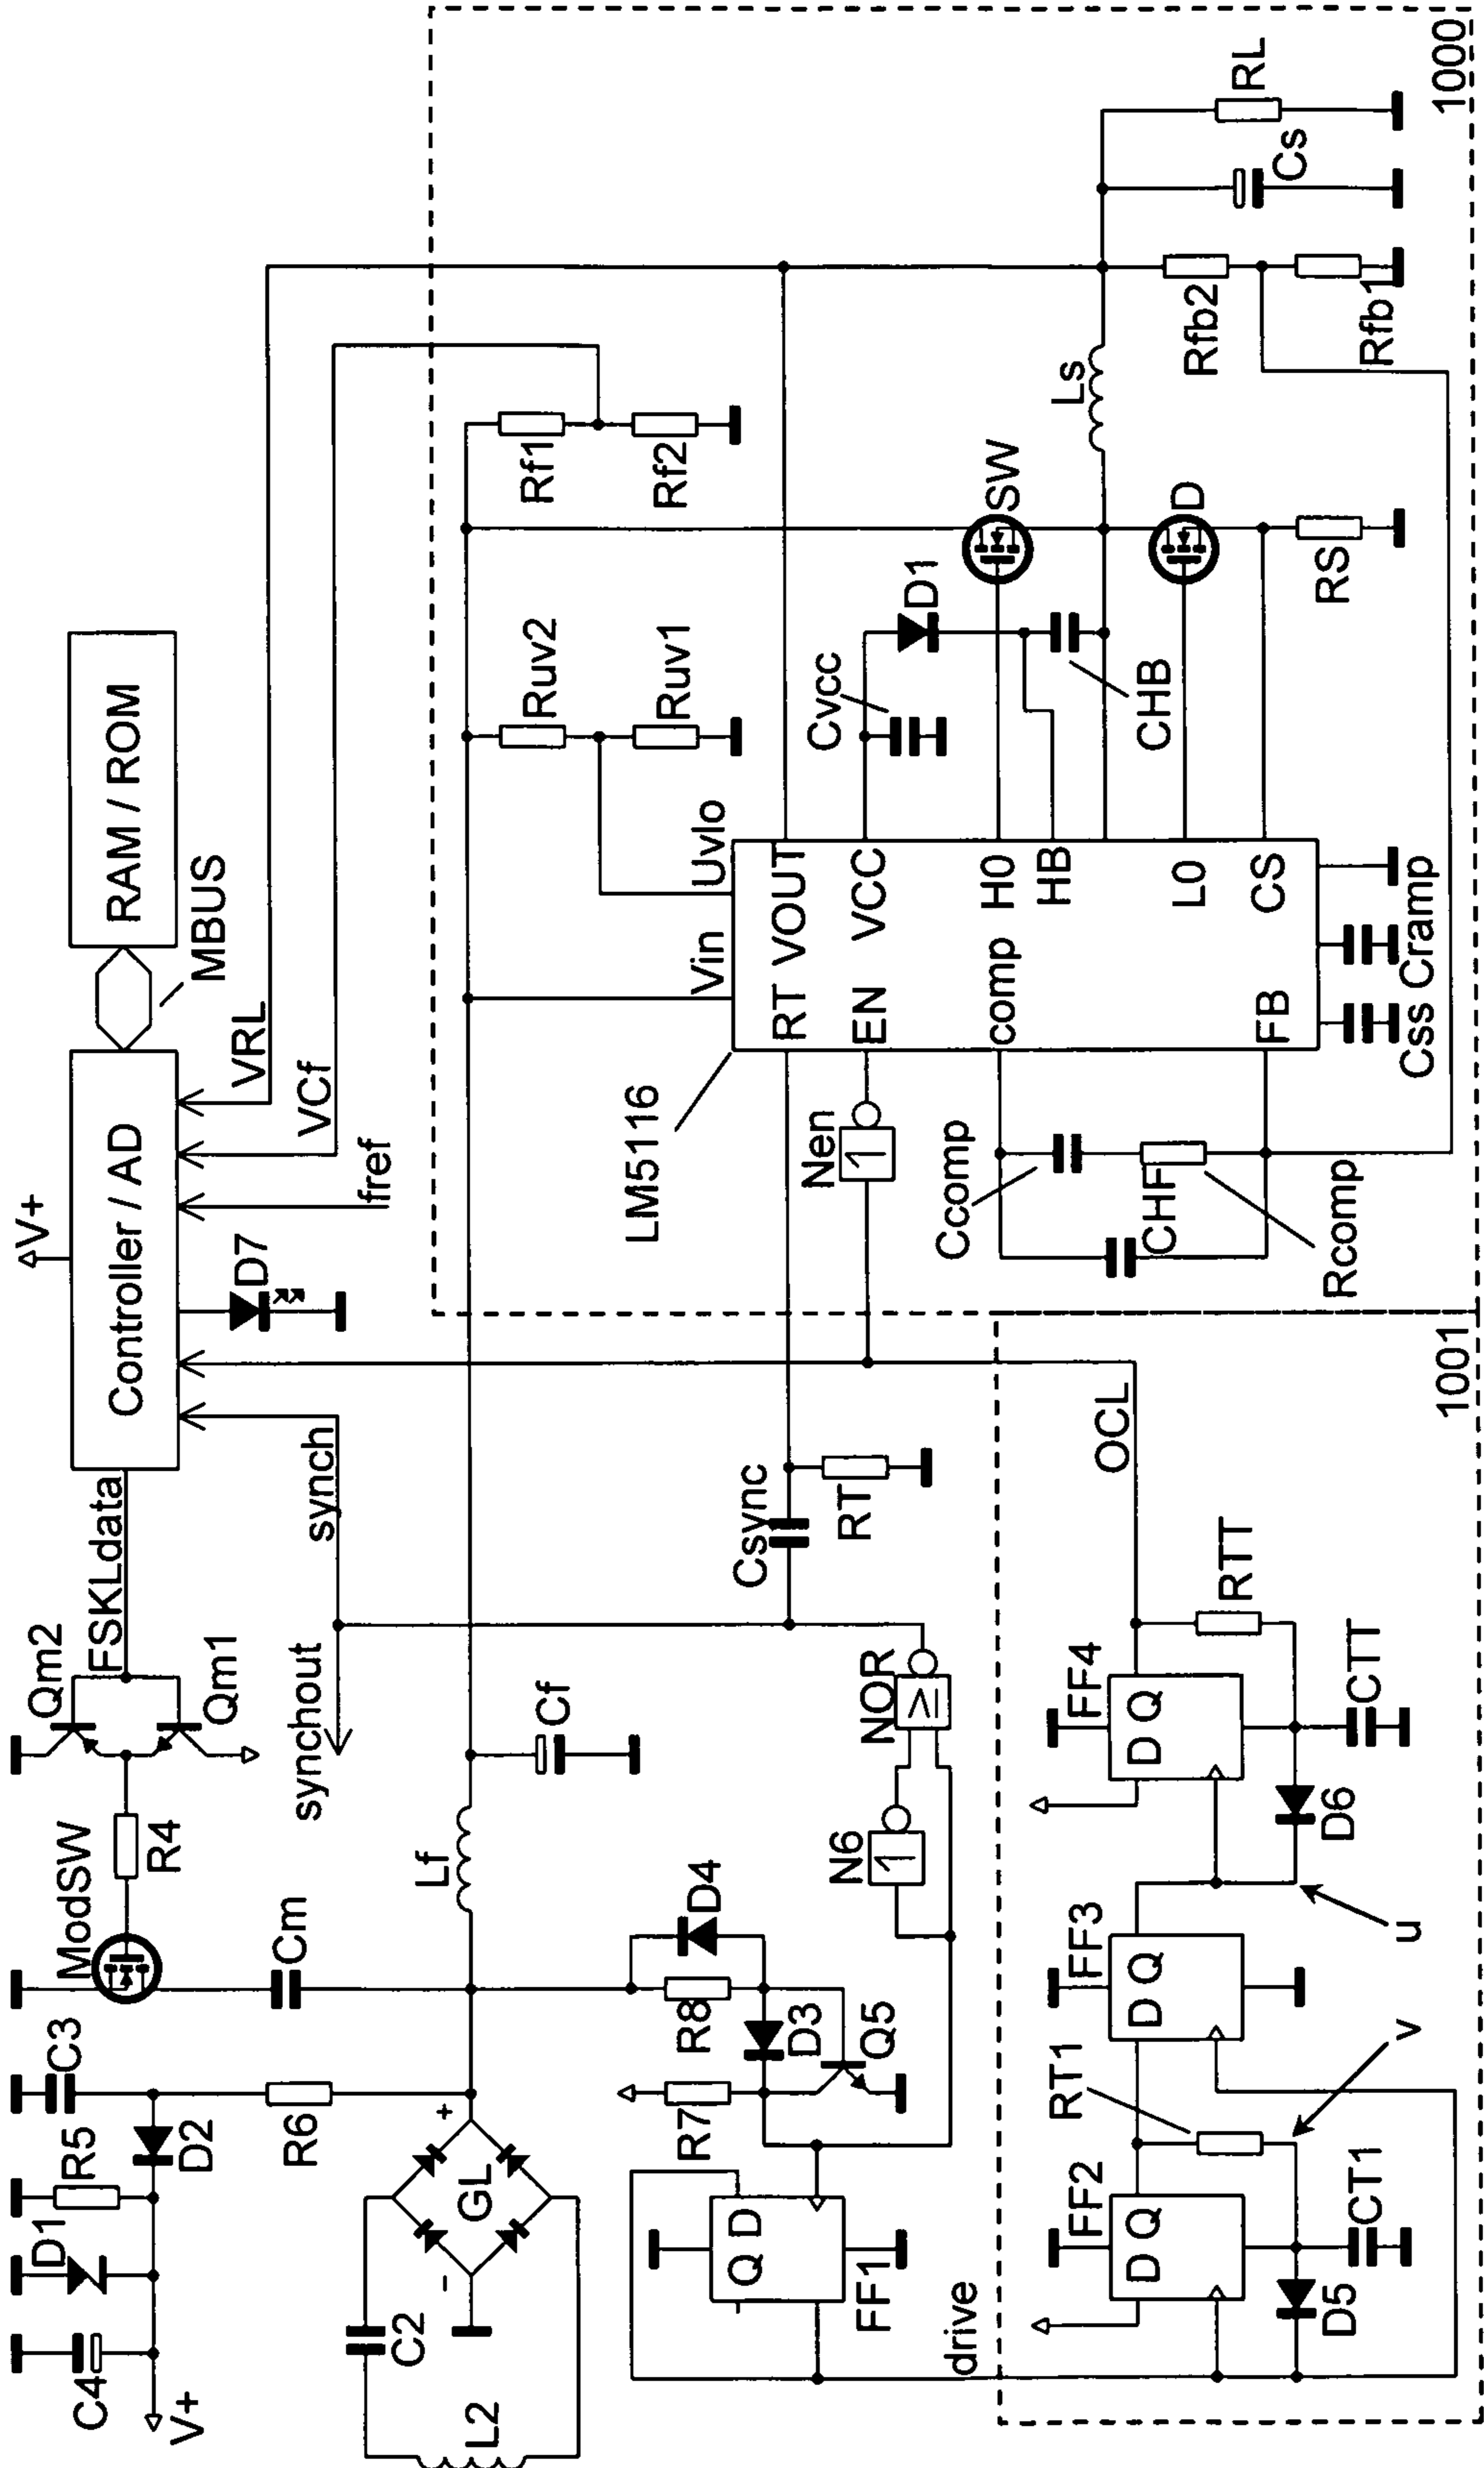 V+
C4
D1
R5
D2
C3
R6
L2
C2
GL
+
-
ModSW
Cm
R4
Qm2
Qm1
FSKLdata
Lf
Cf
synchout
synch
Controller / AD
V+
D7
fref
VCf
VRL
MBUS
RAM / ROM
R7
R8
D3
D4
Q5
N6
1
NOR
≥
Q D
FF1
drive
Csync
RT
LM5116
Nen
1
Vin
Uvlo
RT VOUT
EN VCC
comp H0
HB
L0
FB CS
Ccomp
CHF
Rcomp
Css
Cramp
Ruv2
Ruv1
Cvcc
D1
CHB
Rf1
Rf2
SW
D
RS
Ls
Rfb2
Rfb1
Cs
RL
1000
FF2
D Q
RT1
D5
CT1
v
FF3
D Q
u
FF4
D Q
D6
RTT
CTT
OCL
1001